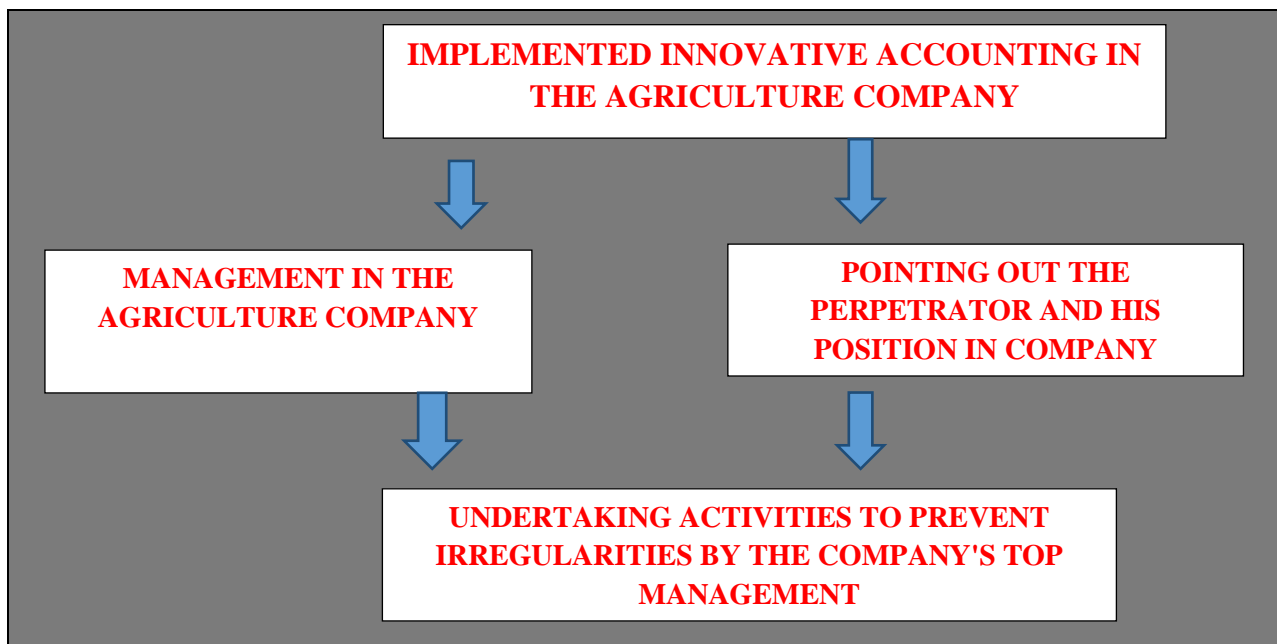 IMPLEMENTED INNOVATIVE ACCOUNTING IN
THE AGRICULTURE COMPANY
MANAGEMENT IN THE
AGRICULTURE COMPANY
POINTING OUT THE
PERPETRATOR AND HIS
POSITION IN COMPANY
UNDERTAKING ACTIVITIES TO PREVENT
IRREGULARITIES BY THE COMPANY'S TOP
MANAGEMENT